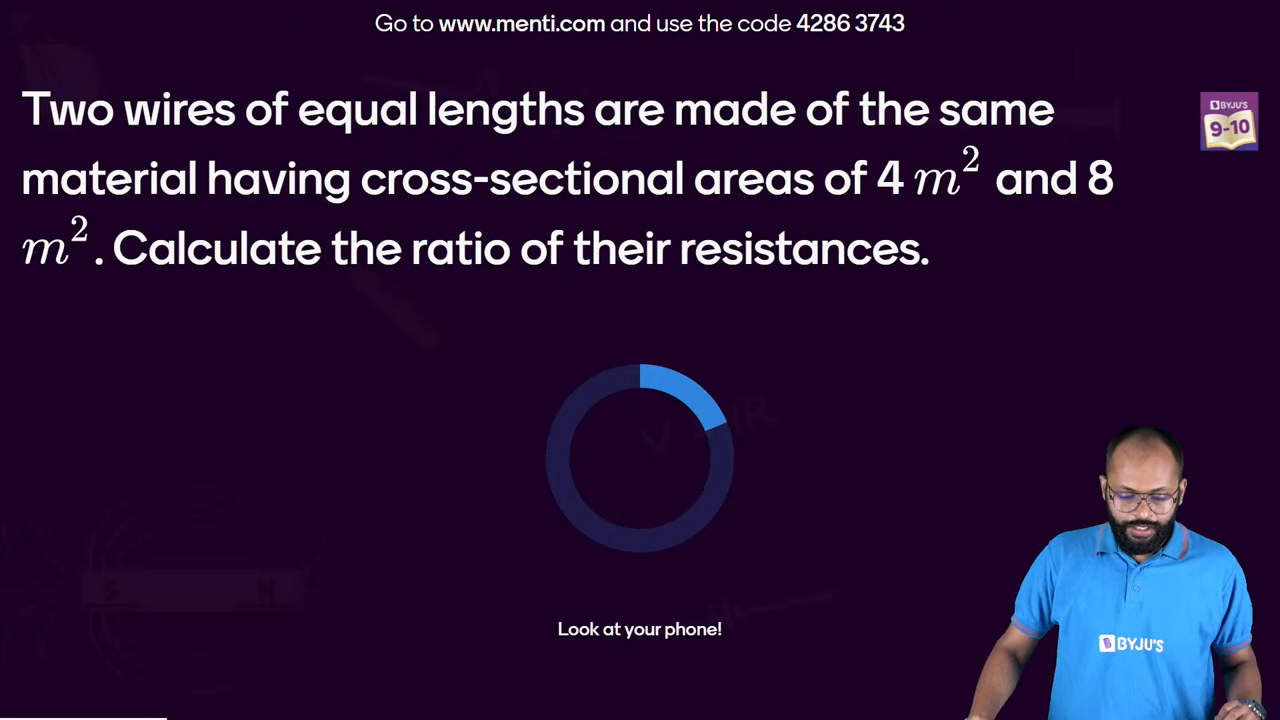 Go to www.menti.com and use the code 4286 3743
Two wires of equal lengths are made of the same
material having cross-sectional areas of 4 m² and 8
m². Calculate the ratio of their resistances.
BYJU'S
9-10
Look at your phone!
BYJU'S